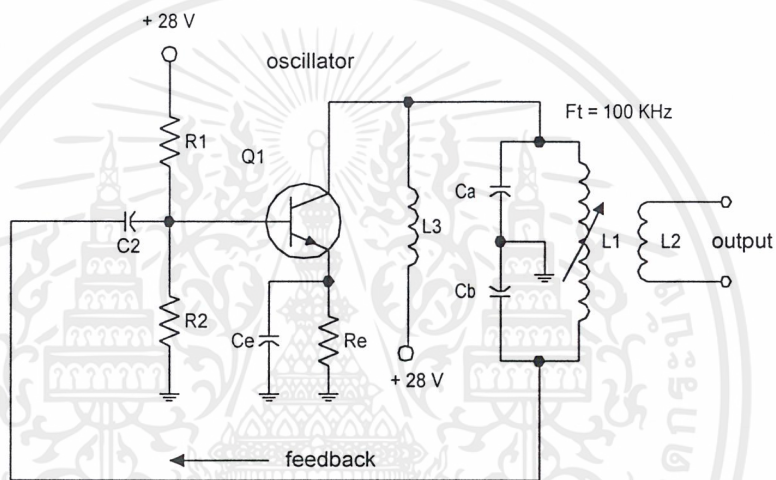 + 28 V
oscillator
Ft = 100 KHz
R1
Q1
Ca
C2
L3
L1
L2
output
Cb
R2
Ce
Re
+ 28 V
feedback